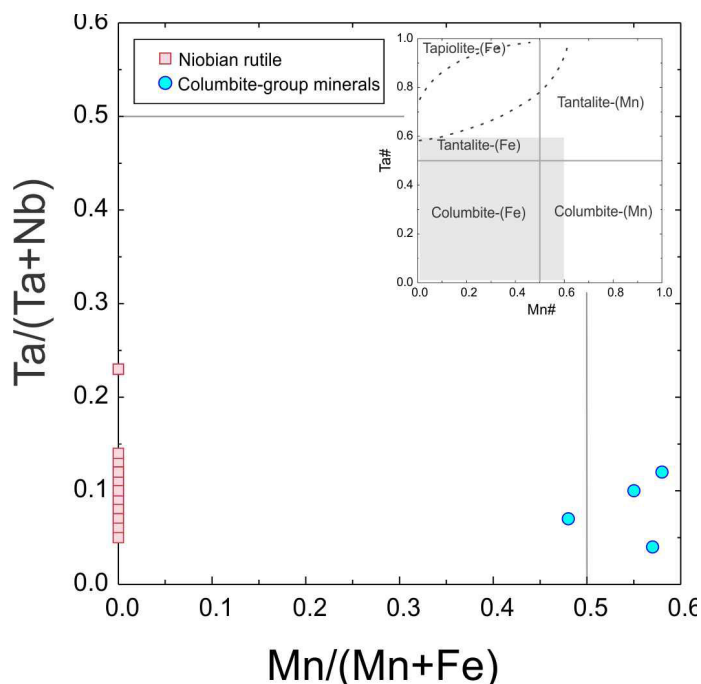 Niobian rutile
Columbite-group minerals
0.6
0.5
0.4
0.3
0.2
0.1
0.0
Ta/(Ta+Nb)
0.0
0.1
0.2
0.3
0.4
0.5
0.6
Mn/(Mn+Fe)
1.0
0.8
0.6
0.4
0.2
0.0
Ta#
Tapiolite-(Fe)
Tantalite-(Mn)
Tantalite-(Fe)
Columbite-(Fe)
Columbite-(Mn)
0.0
0.2
0.4
0.6
0.8
1.0
Mn#